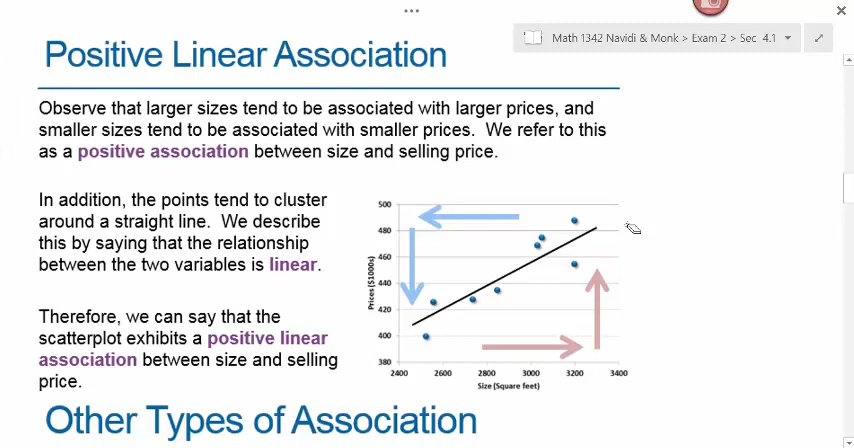 Math 1342 Navidi & Monk > Exam 2 > Sec 4.1
Positive Linear Association
Observe that larger sizes tend to be associated with larger prices, and
smaller sizes tend to be associated with smaller prices. We refer to this
as a positive association between size and selling price.
In addition, the points tend to cluster
around a straight line. We describe
this by saying that the relationship
between the two variables is linear.
Therefore, we can say that the
scatterplot exhibits a positive linear
association between size and selling
price.
500
480
460
440
420
400
380
Prices ($1000s)
2400 2600 2800 3000 3200 3400
Size (Square feet)
Other Types of Association